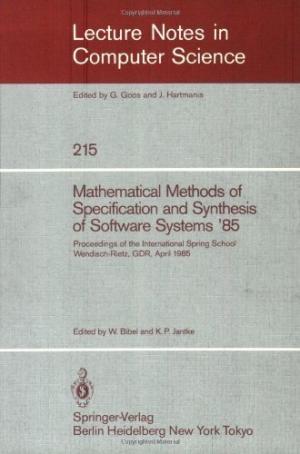 Lecture Notes in
Computer Science
Edited by G. Goos and J. Hartmanis
215
Mathematical Methods of
Specification and Synthesis
of Software Systems '85
Proceedings of the International Spring School
Wendisch-Rietz, GDR, April 1985
Edited by W. Bibel and K.P. Jantke
Springer-Verlag
Berlin Heidelberg New York Tokyo